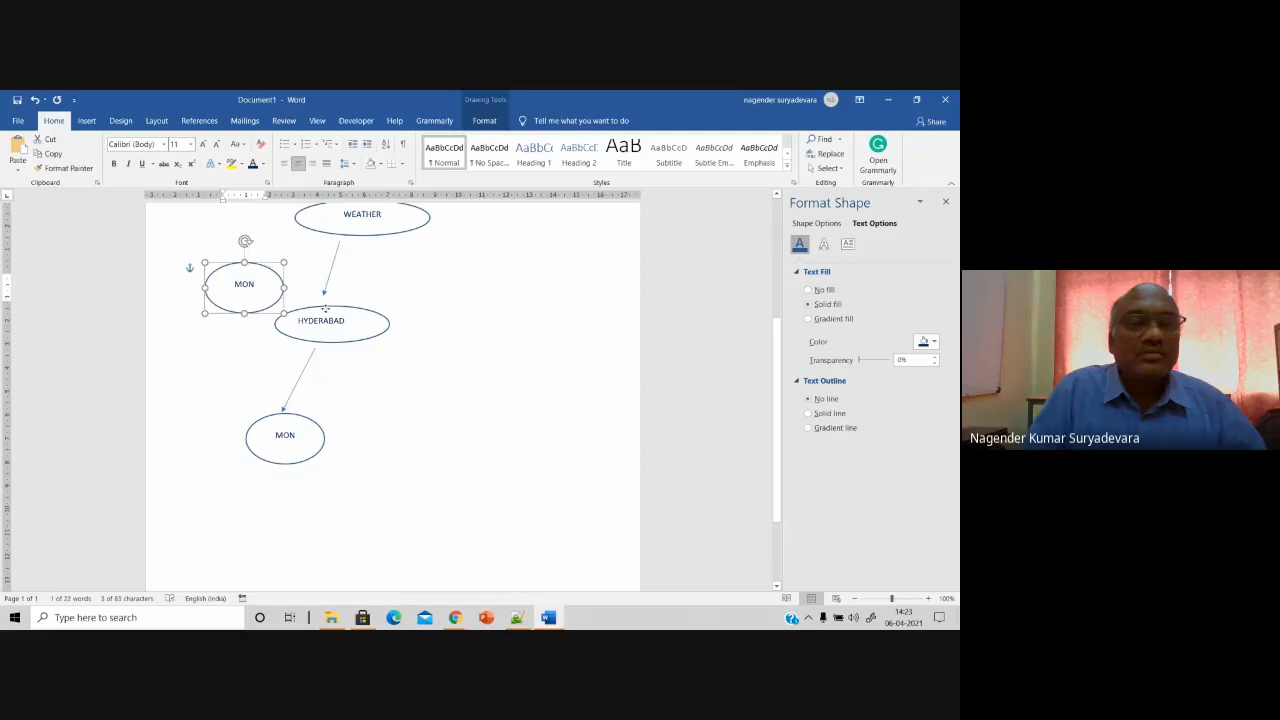 Document1 - Word
Drawing Tools
nagender suryadevara
NS
File Home Insert Design Layout References Mailings Review View Developer Help Grammarly Format Tell me what you want to do Share
Paste
Cut
Copy
Format Painter
Clipboard
Calibri (Body) 11
Font
Paragraph
AaBbCcDd AaBbCcDd AaBbCc AaBbCcC AaB AaBbCcD AaBbCcDd AaBbCcDd
¶ Normal ¶ No Spac... Heading 1 Heading 2 Title Subtitle Subtle Em... Emphasis
Styles
Find
Replace
Select
Editing
Open
Grammarly
Grammarly
WEATHER
MON
HYDERABAD
MON
Format Shape
Shape Options Text Options
Text Fill
No fill
Solid fill
Gradient fill
Color
Transparency 0%
Text Outline
No line
Solid line
Gradient line
Nagender Kumar Suryadevara
Page 1 of 1 1 of 22 words 3 of 83 characters English (India) 100%
Type here to search
14:23
06-04-2021